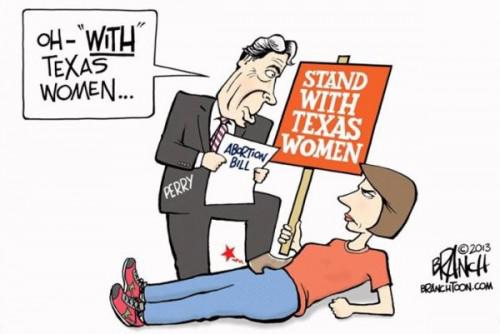 OH-"WITH"
TEXAS
WOMEN...
STAND
WITH
TEXAS
WOMEN
ABORTION
BILL
PERRY
©2013
BRANCH
BRANCHTOON.COM